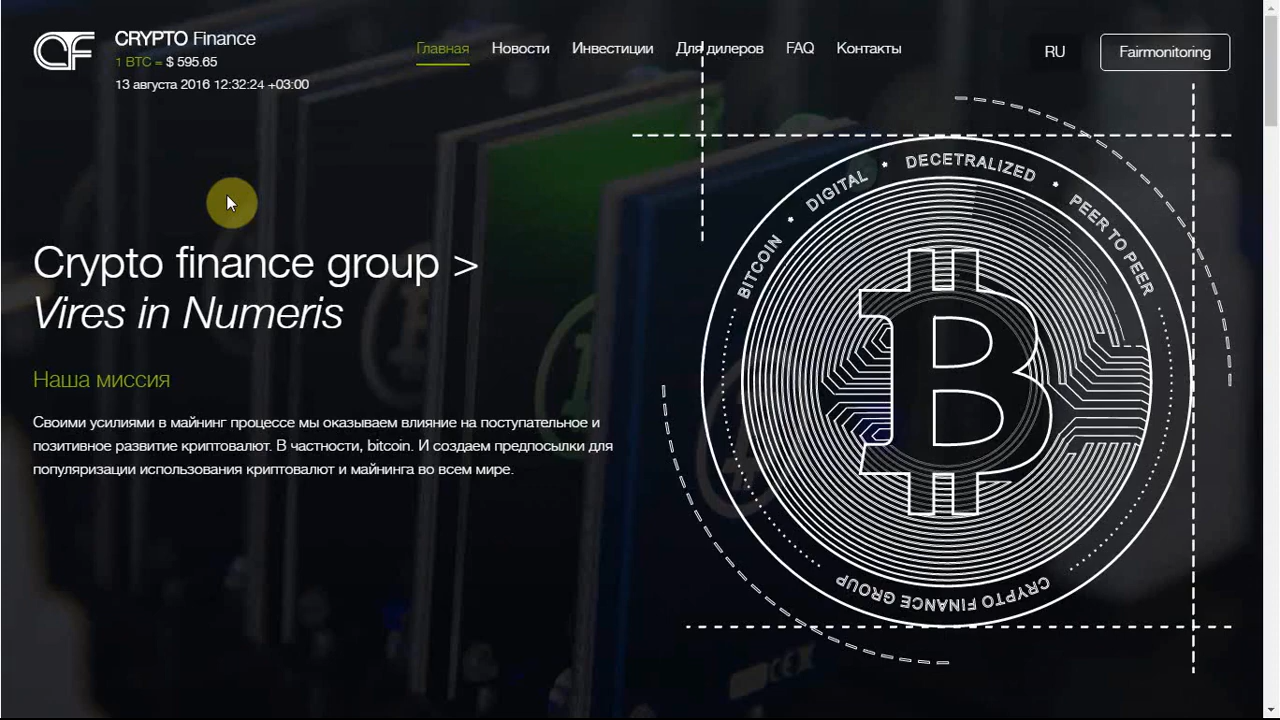 CRYPTO Finance
1 BTC = $ 595.65
13 августа 2016 12:32:24 +03:00
Главная Новости Инвестиции Для дилеров FAQ Контакты
RU Fairmonitoring
Crypto finance group >
Vires in Numeris
Наша миссия
Своими усилиями в майнинг процессе мы оказываем влияние на поступательное и
позитивное развитие криптовалют. В частности, bitcoin. И создаем предпосылки для
популяризации использования криптовалют и майнинга во всем мире.
BITCOIN * DIGITAL * DECETRALIZED * PEER TO PEER
CRYPTO FINANCE GROUP